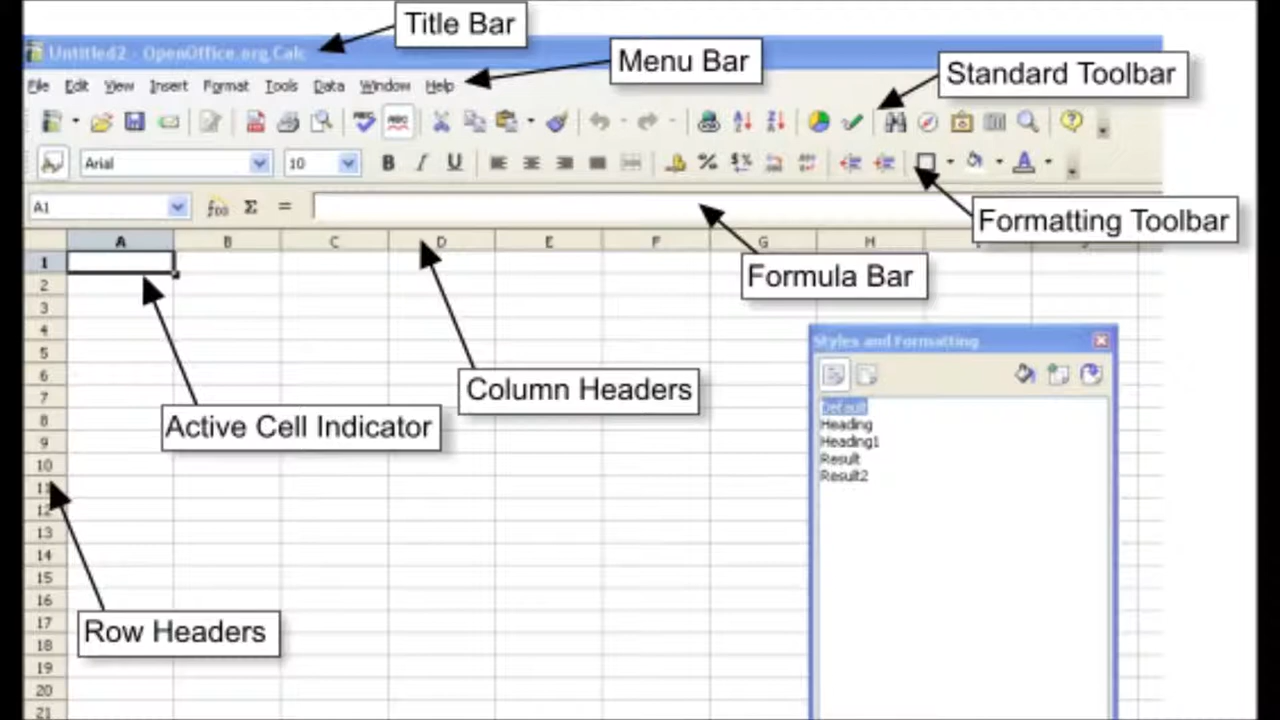 Title Bar
Untitled2 - OpenOffice.org Calc
Menu Bar
Standard Toolbar
File Edit View Insert Format Tools Data Window Help
Arial 10 B I U
Formatting Toolbar
A1 f(x) Σ =
Formula Bar
A B C D E F G H
1
2
3
4
5
6
7
8
9
10
11
12
13
14
15
16
17
18
19
20
21
Column Headers
Active Cell Indicator
Row Headers
Styles and Formatting
Default
Heading
Heading1
Result
Result2